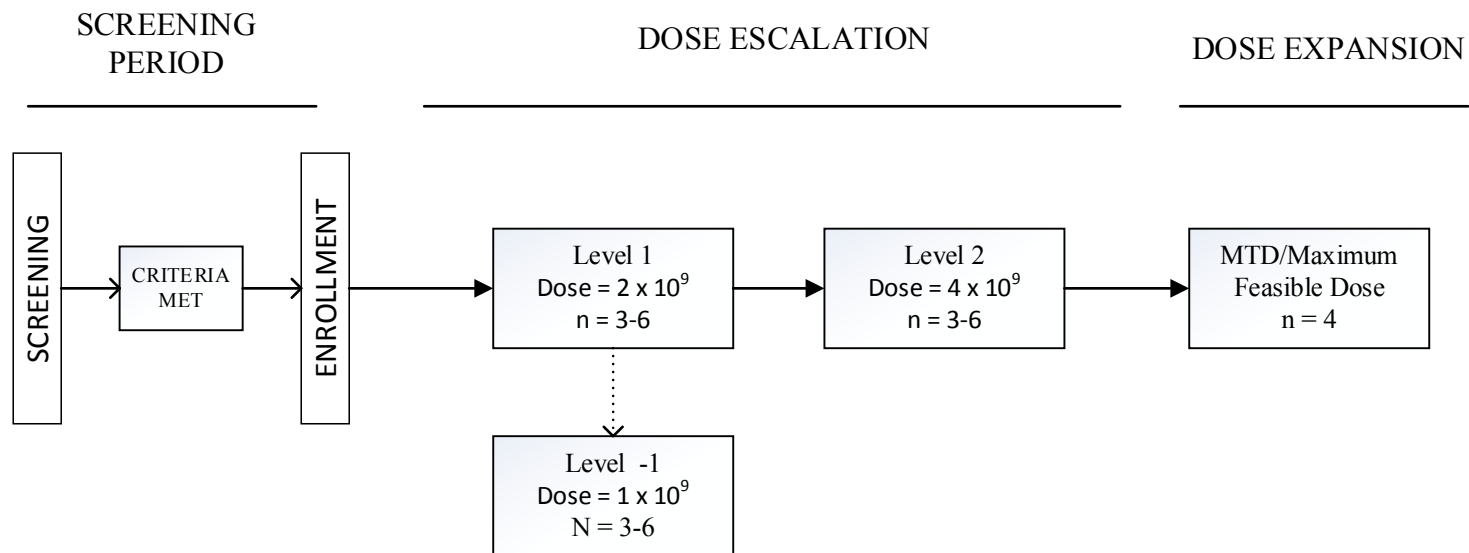 SCREENING
PERIOD
DOSE ESCALATION
DOSE EXPANSION
SCREENING
CRITERIA
MET
ENROLLMENT
Level 1
Dose = 2 x 10⁹
n = 3-6
Level 2
Dose = 4 x 10⁹
n = 3-6
MTD/Maximum
Feasible Dose
n = 4
Level -1
Dose = 1 x 10⁹
N = 3-6